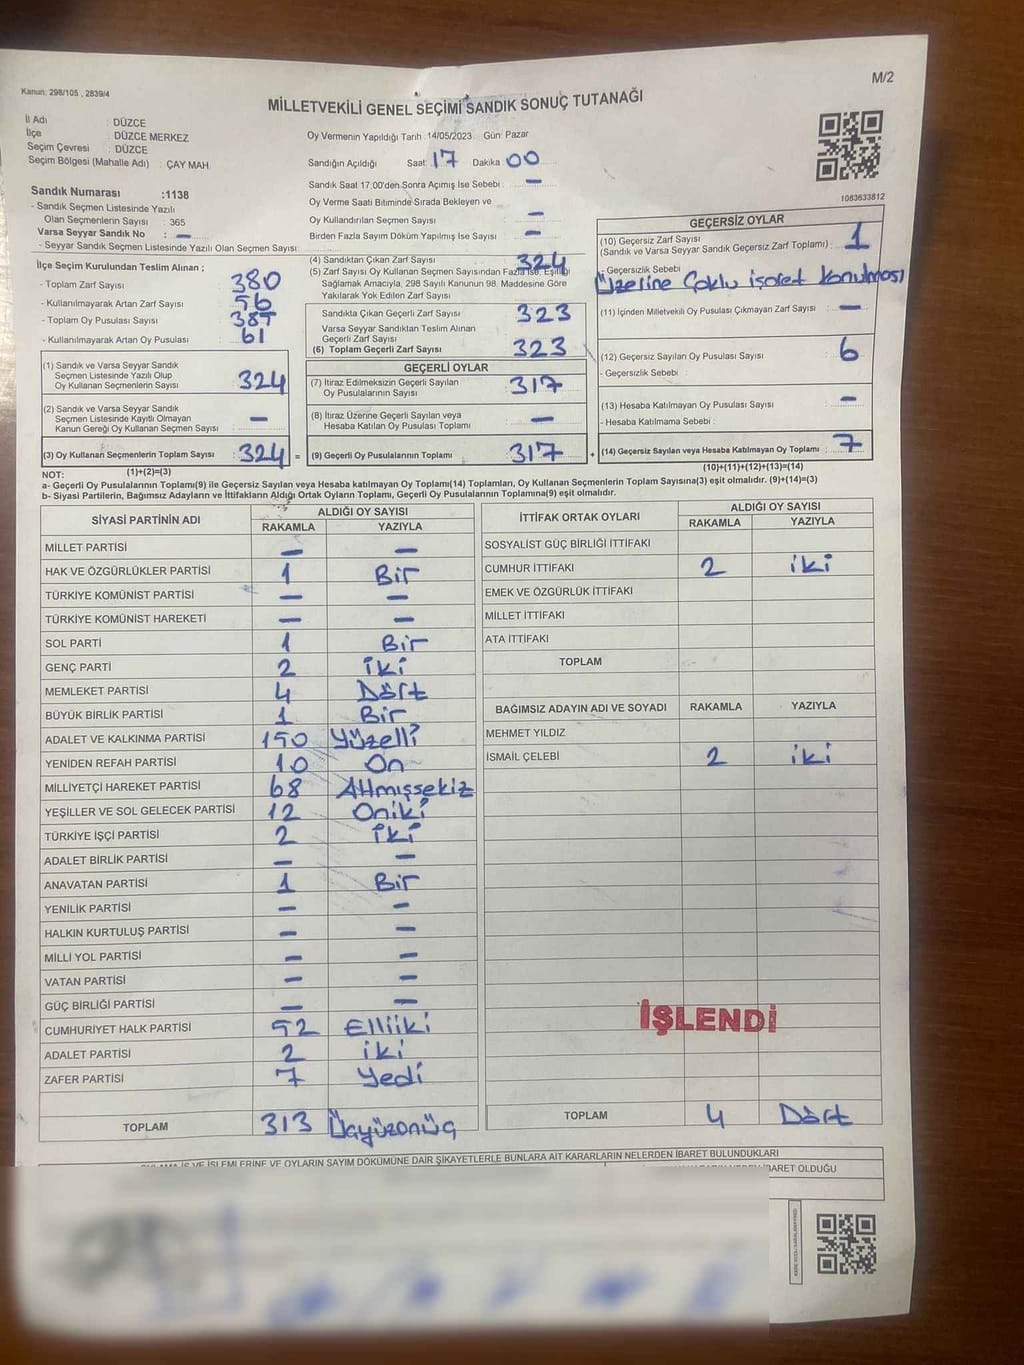 Kanun: 298/105 , 2839/4
M/2
MİLLETVEKİLİ GENEL SEÇİMİ SANDIK SONUÇ TUTANAĞI
İl Adı : DÜZCE
İlçe : DÜZCE MERKEZ
Seçim Çevresi : DÜZCE
Seçim Bölgesi (Mahalle Adı) : ÇAY MAH.
Oy Vermenin Yapıldığı Tarih :14/05/2023 Gün: Pazar
Sandığın Açıldığı Saat : 17 Dakika : 00
Sandık Saat 17:00'den Sonra Açımış İse Sebebi : –
Oy Verme Saati Bitiminde Sırada Bekleyen ve
Oy Kullandırılan Seçmen Sayısı : –
Birden Fazla Sayım Döküm Yapılmış İse Sayısı : –
1083633812
Sandık Numarası :1138
- Sandık Seçmen Listesinde Yazılı
Olan Seçmenlerin Sayısı : 365
Varsa Seyyar Sandık No : –
- Seyyar Sandık Seçmen Listesinde Yazılı Olan Seçmen Sayısı:
İlçe Seçim Kurulundan Teslim Alınan ;
- Toplam Zarf Sayısı : 380
- Kullanılmayarak Artan Zarf Sayısı : 56
- Toplam Oy Pusulası Sayısı : 385
- Kullanılmayarak Artan Oy Pusulası : 61
(1) Sandık ve Varsa Seyyar Sandık
Seçmen Listesinde Yazılı Olup
Oy Kullanan Seçmenlerin Sayısı : 324
(2) Sandık ve Varsa Seyyar Sandık
Seçmen Listesinde Kayıtlı Olmayan
Kanun Gereği Oy Kullanan Seçmen Sayısı : –
(3) Oy Kullanan Seçmenlerin Toplam Sayısı : 324 =
(1)+(2)=(3)
(4) Sandıktan Çıkan Zarf Sayısı : 324
(5) Zarf Sayısı Oy Kullanan Seçmen Sayısından Fazla İse, Eşitliği
Sağlamak Amacıyla, 298 Sayılı Kanunun 98. Maddesine Göre
Yakılarak Yok Edilen Zarf Sayısı
Sandıkta Çıkan Geçerli Zarf Sayısı : 323
Varsa Seyyar Sandıktan Teslim Alınan
Geçerli Zarf Sayısı :
(6) Toplam Geçerli Zarf Sayısı : 323
GEÇERLİ OYLAR
(7) İtiraz Edilmeksizin Geçerli Sayılan
Oy Pusulalarının Sayısı : 317
(8) İtiraz Üzerine Geçerli Sayılan veya
Hesaba Katılan Oy Pusulası Toplamı : –
(9) Geçerli Oy Pusulalarının Toplamı : 317 +
GEÇERSİZ OYLAR
(10) Geçersiz Zarf Sayısı
(Sandık ve Varsa Seyyar Sandık Geçersiz Zarf Toplamı) : 1
- Geçersizlik Sebebi
Üzerine Çoklu işaret konulması
(11) İçinden Milletvekili Oy Pusulası Çıkmayan Zarf Sayısı : –
(12) Geçersiz Sayılan Oy Pusulası Sayısı : 6
- Geçersizlik Sebebi :
(13) Hesaba Katılmayan Oy Pusulası Sayısı : –
- Hesaba Katılmama Sebebi :
(14) Geçersiz Sayılan veya Hesaba Katılmayan Oy Toplamı : 7
(10)+(11)+(12)+(13)=(14)
NOT:
a- Geçerli Oy Pusulalarının Toplamı(9) ile Geçersiz Sayılan veya Hesaba katılmayan Oy Toplamı(14) Toplamları, Oy Kullanan Seçmenlerin Toplam Sayısına(3) eşit olmalıdır. (9)+(14)=(3)
b- Siyasi Partilerin, Bağımsız Adayların ve İttifakların Aldığı Ortak Oyların Toplamı, Geçerli Oy Pusulalarının Toplamına(9) eşit olmalıdır.
SİYASİ PARTİNİN ADI ALDIĞI OY SAYISI
RAKAMLA YAZIYLA
MİLLET PARTİSİ – –
HAK VE ÖZGÜRLÜKLER PARTİSİ 1 Bir
TÜRKİYE KOMÜNİST PARTİSİ – –
TÜRKİYE KOMÜNİST HAREKETİ – –
SOL PARTİ 1 Bir
GENÇ PARTİ 2 iki
MEMLEKET PARTİSİ 4 Dört
BÜYÜK BİRLİK PARTİSİ 1 Bir
ADALET VE KALKINMA PARTİSİ 150 Yüzelli
YENİDEN REFAH PARTİSİ 10 On
MİLLİYETÇİ HAREKET PARTİSİ 68 Altmışsekiz
YEŞİLLER VE SOL GELECEK PARTİSİ 12 Oniki
TÜRKİYE İŞÇİ PARTİSİ 2 iki
ADALET BİRLİK PARTİSİ – –
ANAVATAN PARTİSİ 1 Bir
YENİLİK PARTİSİ – –
HALKIN KURTULUŞ PARTİSİ – –
MİLLİ YOL PARTİSİ – –
VATAN PARTİSİ – –
GÜÇ BİRLİĞİ PARTİSİ – –
CUMHURİYET HALK PARTİSİ 52 Elliiki
ADALET PARTİSİ 2 iki
ZAFER PARTİSİ 7 Yedi
TOPLAM 313 Üçyüzonüç
İTTİFAK ORTAK OYLARI ALDIĞI OY SAYISI
RAKAMLA YAZIYLA
SOSYALİST GÜÇ BİRLİĞİ İTTİFAKI
CUMHUR İTTİFAKI 2 iki
EMEK VE ÖZGÜRLÜK İTTİFAKI
MİLLET İTTİFAKI
ATA İTTİFAKI
TOPLAM
BAĞIMSIZ ADAYIN ADI VE SOYADI RAKAMLA YAZIYLA
MEHMET YILDIZ
İSMAİL ÇELEBİ 2 iki
İŞLENDİ
TOPLAM 4 Dört
İŞ VE İŞLEMLERİNE VE OYLARIN SAYIM DÖKÜMÜNE DAİR ŞİKAYETLERLE BUNLARA AİT KARARLARIN NELERDEN İBARET BULUNDUKLARI
İBARET OLDUĞU